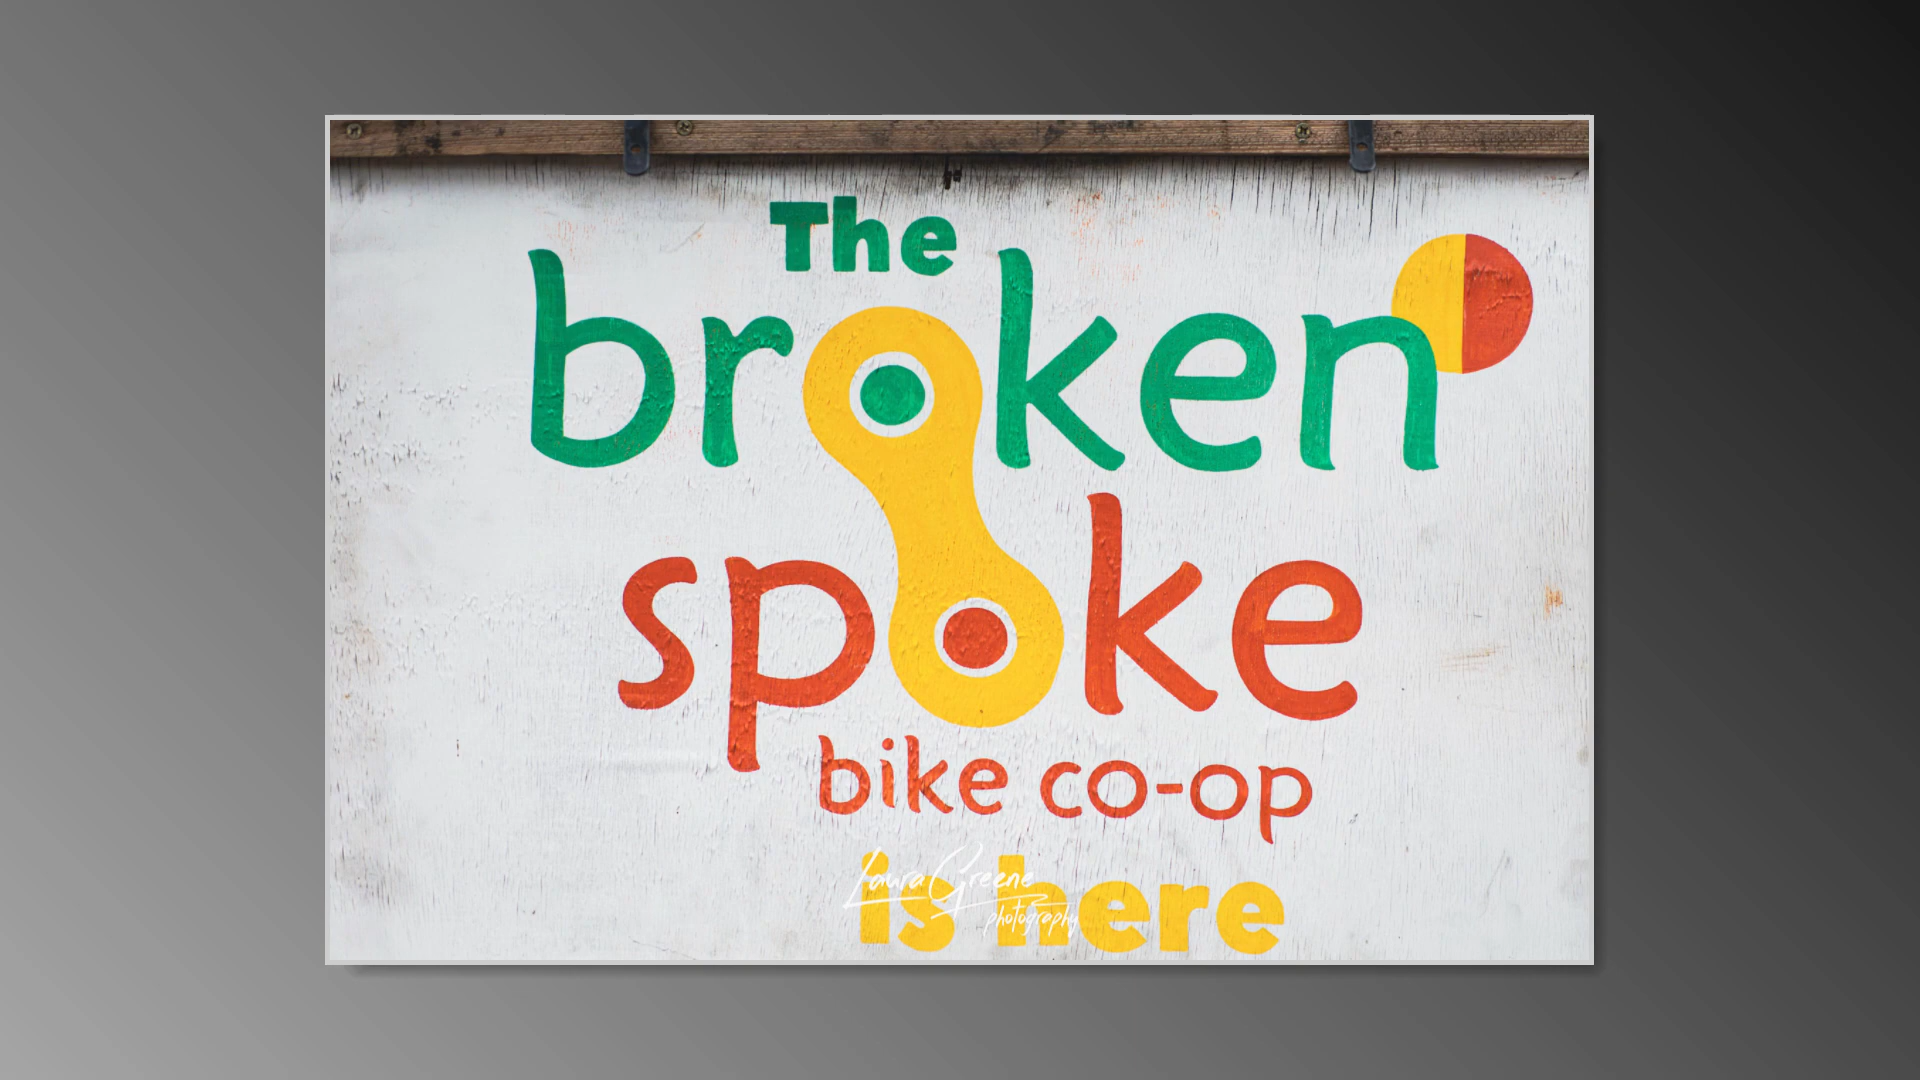 The
broken
spoke
bike co-op
is here
Laura Greene
photography